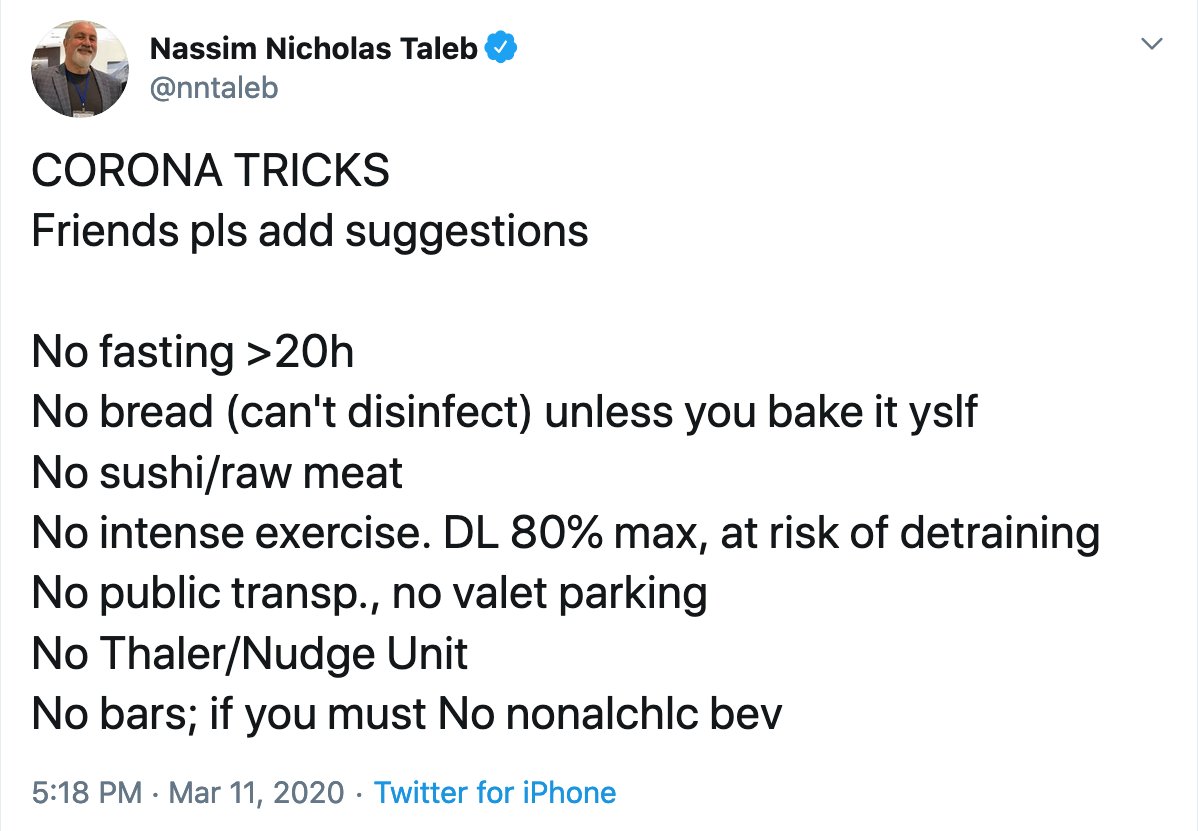 Nassim Nicholas Taleb
@nntaleb
CORONA TRICKS
Friends pls add suggestions
No fasting >20h
No bread (can't disinfect) unless you bake it yslf
No sushi/raw meat
No intense exercise. DL 80% max, at risk of detraining
No public transp., no valet parking
No Thaler/Nudge Unit
No bars; if you must No nonalchlc bev
5:18 PM · Mar 11, 2020 · Twitter for iPhone